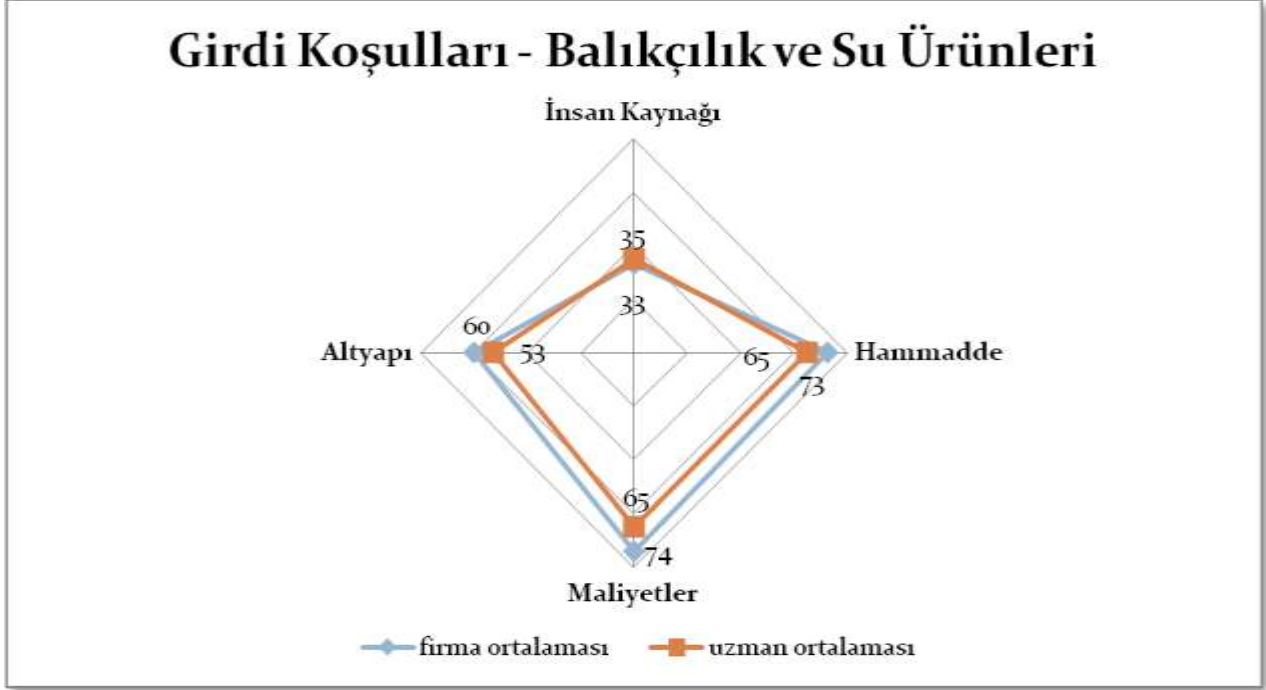 Girdi Koşulları - Balıkçılık ve Su Ürünleri
İnsan Kaynağı
35
33
60
Altyapı
53
65
Hammadde
73
65
74
Maliyetler
firma ortalaması
uzman ortalaması